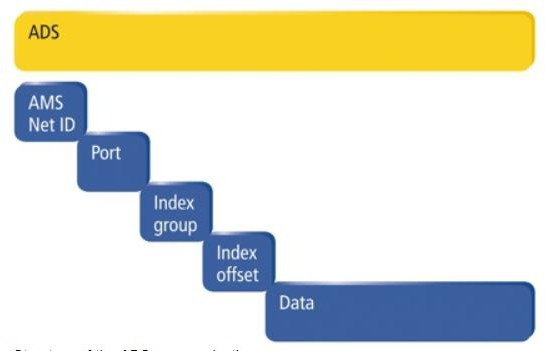 ADS
AMS
Net ID
Port
Index
group
Index
offset
Data